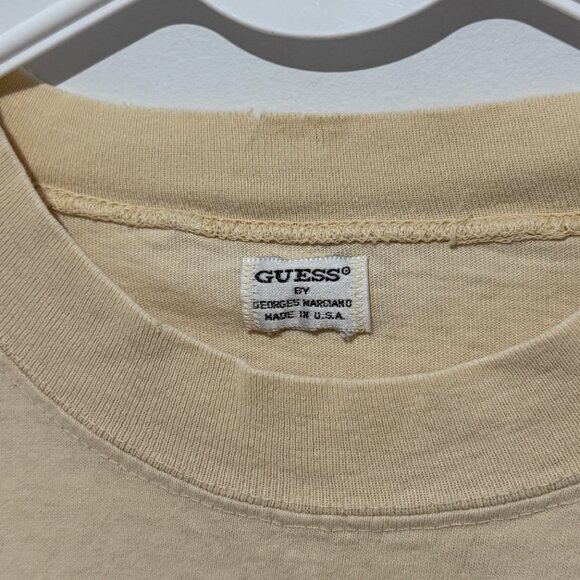 GUESS©
BY
GEORGES MARCIANO
MADE IN U.S.A.